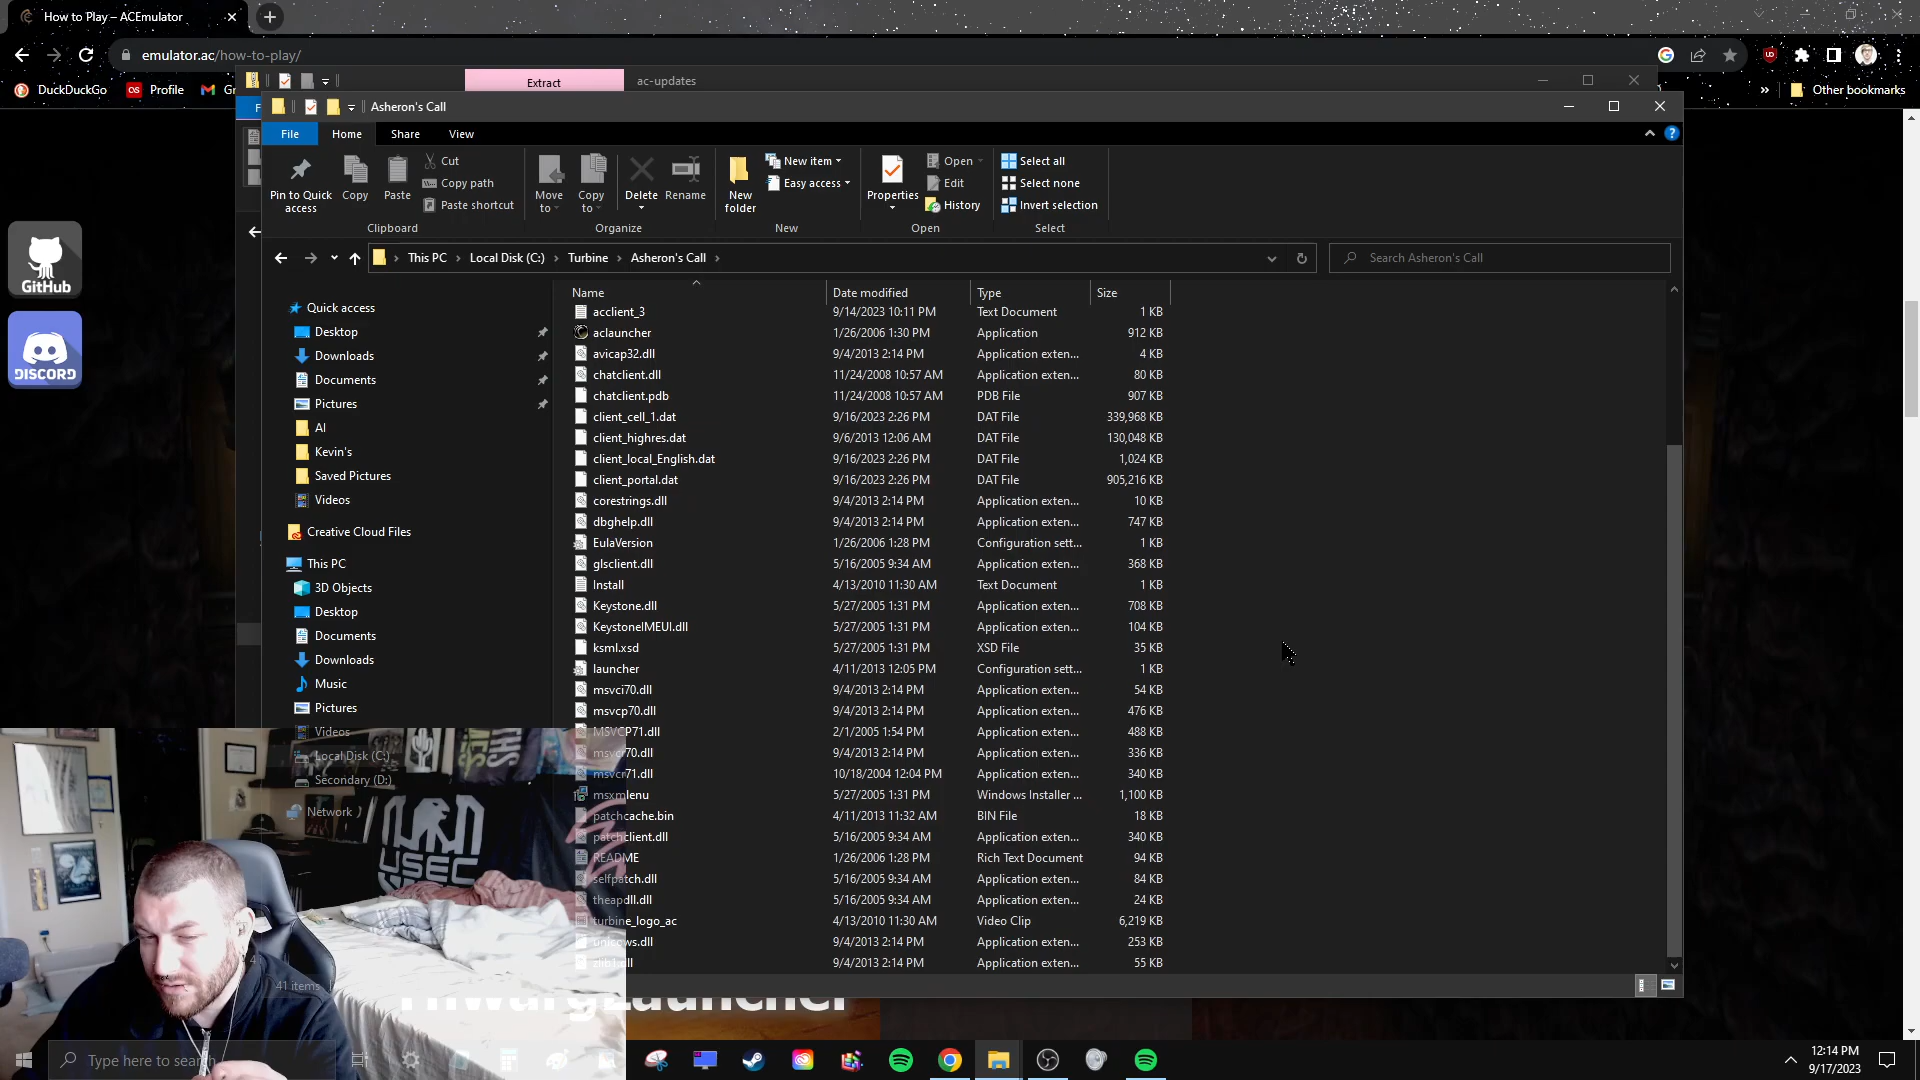 How to Play – ACEmulator
emulator.ac/how-to-play/
DuckDuckGo
Profile
Other bookmarks
Extract
ac-updates
Asheron's Call
File
Home
Share
View
Pin to Quick access
Copy
Paste
Cut
Copy path
Paste shortcut
Move to
Copy to
Delete
Rename
New folder
New item
Easy access
Properties
Open
Edit
History
Select all
Select none
Invert selection
Clipboard
Organize
New
Open
Select
This PC
Local Disk (C:)
Turbine
Asheron's Call
Search Asheron's Call
GitHub
DISCORD
Quick access
Desktop
Downloads
Documents
Pictures
AI
Kevin's
Saved Pictures
Videos
Creative Cloud Files
This PC
3D Objects
Desktop
Documents
Downloads
Music
Pictures
Videos
Local Disk (C:)
Secondary (D:)
Network
41 items
Name Date modified Type Size
acclient_3 9/14/2023 10:11 PM Text Document 1 KB
aclauncher 1/26/2006 1:30 PM Application 912 KB
avicap32.dll 9/4/2013 2:14 PM Application exten... 4 KB
chatclient.dll 11/24/2008 10:57 AM Application exten... 80 KB
chatclient.pdb 11/24/2008 10:57 AM PDB File 907 KB
client_cell_1.dat 9/16/2023 2:26 PM DAT File 339,968 KB
client_highres.dat 9/6/2013 12:06 AM DAT File 130,048 KB
client_local_English.dat 9/16/2023 2:26 PM DAT File 1,024 KB
client_portal.dat 9/16/2023 2:26 PM DAT File 905,216 KB
corestrings.dll 9/4/2013 2:14 PM Application exten... 10 KB
dbghelp.dll 9/4/2013 2:14 PM Application exten... 747 KB
EulaVersion 1/26/2006 1:28 PM Configuration sett... 1 KB
glsclient.dll 5/16/2005 9:34 AM Application exten... 368 KB
Install 4/13/2010 11:30 AM Text Document 1 KB
Keystone.dll 5/27/2005 1:31 PM Application exten... 708 KB
KeystoneIMEUI.dll 5/27/2005 1:31 PM Application exten... 104 KB
ksml.xsd 5/27/2005 1:31 PM XSD File 35 KB
launcher 4/11/2013 12:05 PM Configuration sett... 1 KB
msvci70.dll 9/4/2013 2:14 PM Application exten... 54 KB
msvcp70.dll 9/4/2013 2:14 PM Application exten... 476 KB
MSVCP71.dll 2/1/2005 1:54 PM Application exten... 488 KB
msvcr70.dll 9/4/2013 2:14 PM Application exten... 336 KB
msvcr71.dll 10/18/2004 12:04 PM Application exten... 340 KB
msxmlenu 5/27/2005 1:31 PM Windows Installer ... 1,100 KB
patchcache.bin 4/11/2013 11:32 AM BIN File 18 KB
patchclient.dll 5/16/2005 9:34 AM Application exten... 340 KB
README 1/26/2006 1:28 PM Rich Text Document 94 KB
selfpatch.dll 5/16/2005 9:34 AM Application exten... 84 KB
theapdll.dll 5/16/2005 9:34 AM Application exten... 24 KB
turbine_logo_ac 4/13/2010 11:30 AM Video Clip 6,219 KB
unicows.dll 9/4/2013 2:14 PM Application exten... 253 KB
zlib1.dll 9/4/2013 2:14 PM Application exten... 55 KB
USEC
ThwargLauncher
Type here to search
12:14 PM
9/17/2023